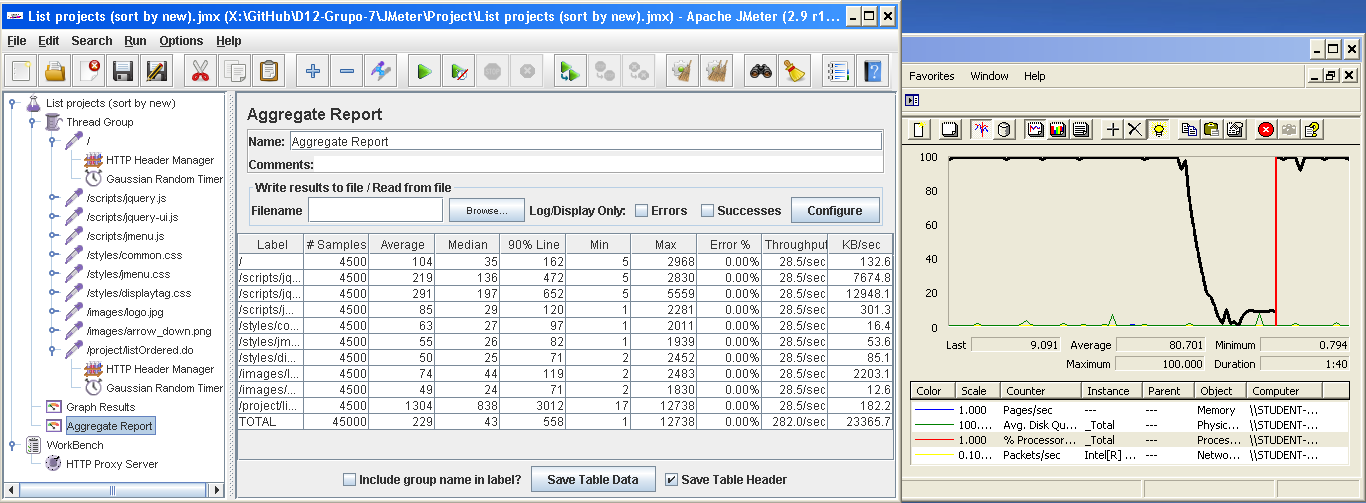 List projects (sort by new).jmx (X:\GitHub\D12-Grupo-7\JMeter\Project\List projects (sort by new).jmx) - Apache JMeter (2.9 r1...
File Edit Search Run Options Help
List projects (sort by new)
Thread Group
/
HTTP Header Manager
Gaussian Random Timer
/scripts/jquery.js
/scripts/jquery-ui.js
/scripts/jmenu.js
/styles/common.css
/styles/jmenu.css
/styles/displaytag.css
/images/logo.jpg
/images/arrow_down.png
/project/listOrdered.do
HTTP Header Manager
Gaussian Random Timer
Graph Results
Aggregate Report
WorkBench
HTTP Proxy Server
Aggregate Report
Name: Aggregate Report
Comments:
Write results to file / Read from file
Filename Browse... Log/Display Only: Errors Successes Configure
Label # Samples Average Median 90% Line Min Max Error % Throughput KB/sec
/ 4500 104 35 162 5 2968 0.00% 28.5/sec 132.6
/scripts/jq... 4500 219 136 472 5 2830 0.00% 28.5/sec 7674.8
/scripts/jq... 4500 291 197 652 5 5559 0.00% 28.5/sec 12948.1
/scripts/j... 4500 85 29 120 1 2281 0.00% 28.5/sec 301.3
/styles/co... 4500 63 27 97 1 2011 0.00% 28.5/sec 16.4
/styles/jm... 4500 55 26 82 1 1939 0.00% 28.5/sec 53.6
/styles/di... 4500 50 25 71 2 2452 0.00% 28.5/sec 85.1
/images/l... 4500 74 44 119 2 2483 0.00% 28.5/sec 2203.1
/images/... 4500 49 24 71 2 1830 0.00% 28.5/sec 12.6
/project/li... 4500 1304 838 3012 17 12738 0.00% 28.5/sec 182.2
TOTAL 45000 229 43 558 1 12738 0.00% 282.0/sec 23365.7
Include group name in label? Save Table Data Save Table Header
Favorites Window Help
100
80
60
40
20
0
Last 9.091 Average 80.701 Minimum 0.794
Maximum 100.000 Duration 1:40
Color Scale Counter Instance Parent Object Computer
1.000 Pages/sec --- --- Memory \\STUDENT-...
100.... Avg. Disk Qu... _Total --- Physic... \\STUDENT-...
1.000 % Processor... _Total --- Proces... \\STUDENT-...
0.10... Packets/sec Intel[R] ... --- Netwo... \\STUDENT-...